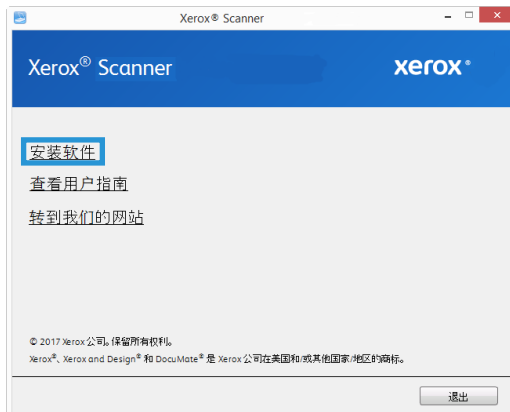 Xerox® Scanner
Xerox® Scanner
xerox®
安装软件
查看用户指南
转到我们的网站
© 2017 Xerox 公司。保留所有权利。
Xerox®、Xerox and Design® 和 DocuMate® 是 Xerox 公司在美国和/或其他国家/地区的商标。
退出